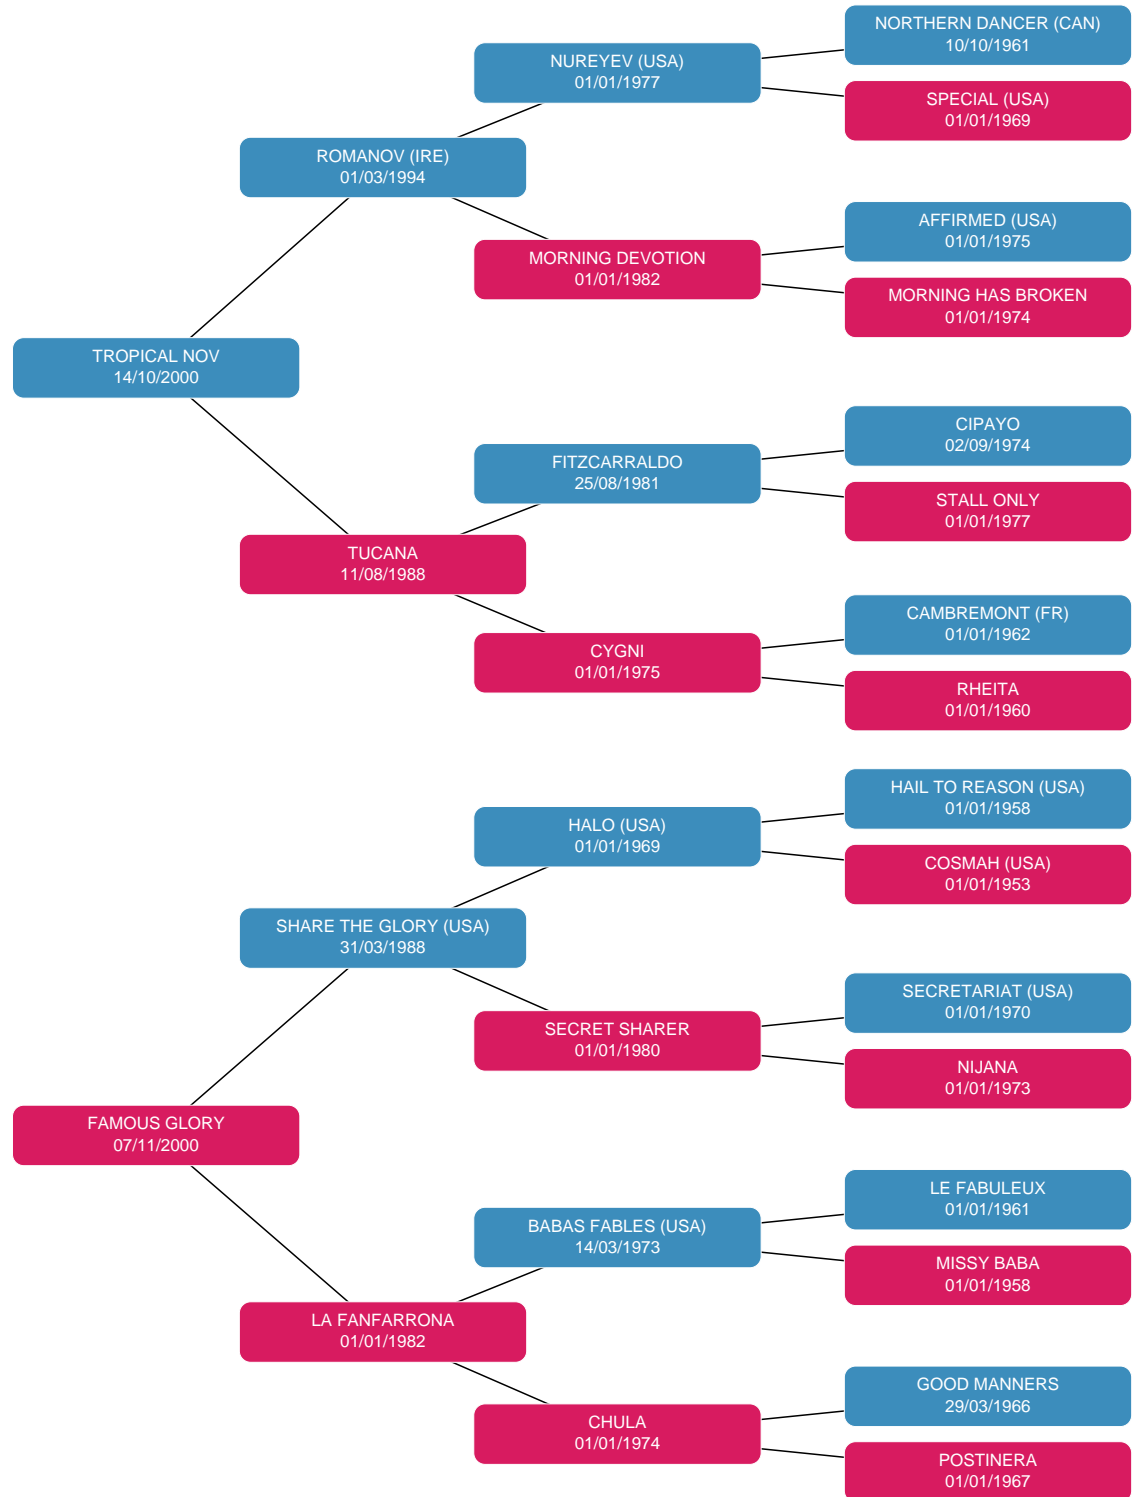 NORTHERN DANCER (CAN)
10/10/1961
NUREYEV (USA)
01/01/1977
SPECIAL (USA)
01/01/1969
ROMANOV (IRE)
01/03/1994
AFFIRMED (USA)
01/01/1975
MORNING DEVOTION
01/01/1982
MORNING HAS BROKEN
01/01/1974
TROPICAL NOV
14/10/2000
CIPAYO
02/09/1974
FITZCARRALDO
25/08/1981
STALL ONLY
01/01/1977
TUCANA
11/08/1988
CAMBREMONT (FR)
01/01/1962
CYGNI
01/01/1975
RHEITA
01/01/1960
HAIL TO REASON (USA)
01/01/1958
HALO (USA)
01/01/1969
COSMAH (USA)
01/01/1953
SHARE THE GLORY (USA)
31/03/1988
SECRETARIAT (USA)
01/01/1970
SECRET SHARER
01/01/1980
NIJANA
01/01/1973
FAMOUS GLORY
07/11/2000
LE FABULEUX
01/01/1961
BABAS FABLES (USA)
14/03/1973
MISSY BABA
01/01/1958
LA FANFARRONA
01/01/1982
GOOD MANNERS
29/03/1966
CHULA
01/01/1974
POSTINERA
01/01/1967